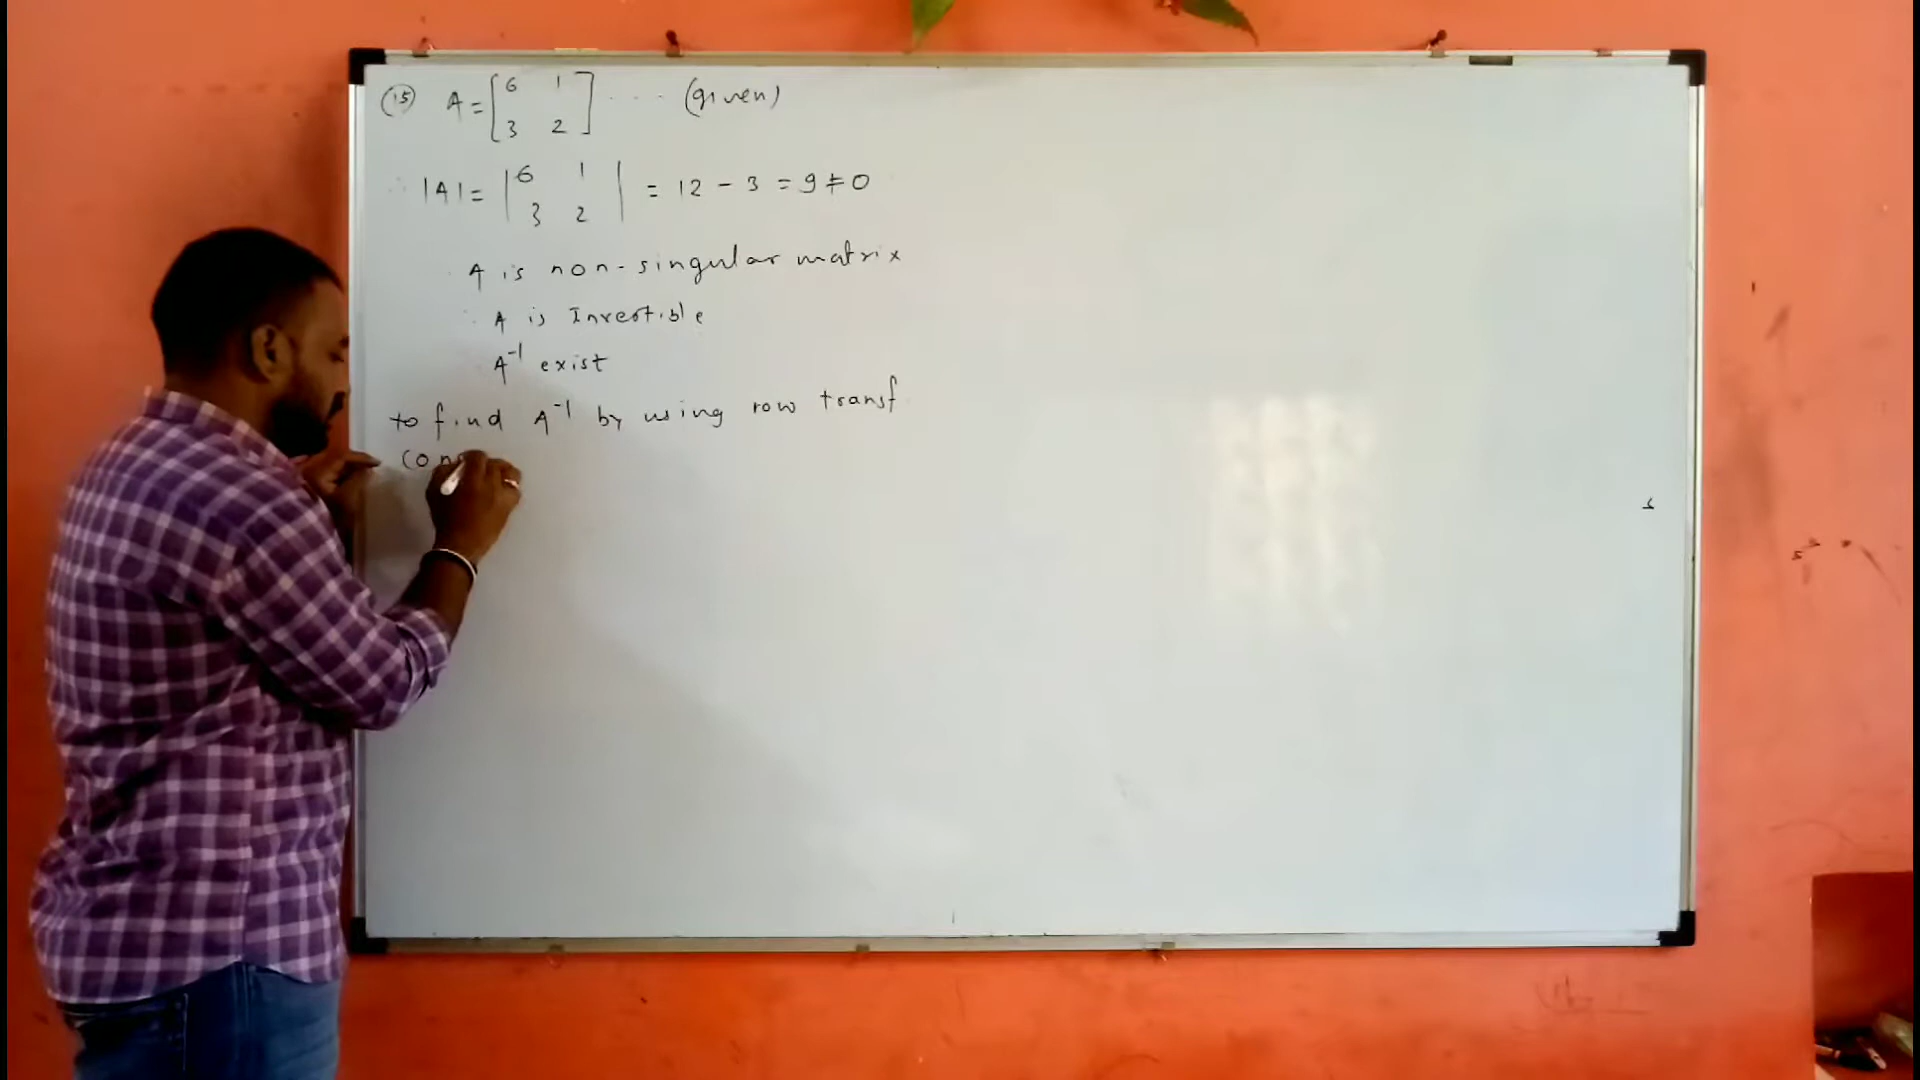 (15) A = [6 1 3 2] .... (given)
∴ |A| = |6 1 3 2| = 12 - 3 = 9 ≠ 0
∴ A is non-singular matrix
∴ A is Invertible
∴ A⁻¹ exist
to find A⁻¹ by using row transf